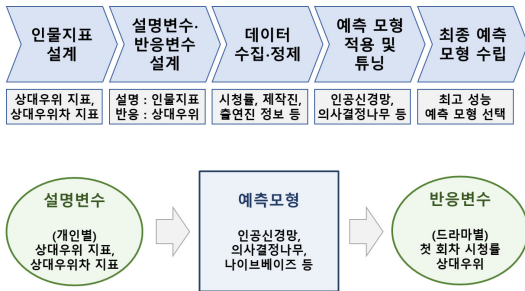 인물지표
설계
설명변수·
반응변수
설계
데이터
수집·정제
예측 모형
적용 및
튜닝
최종 예측
모형 수립
상대우위 지표,
상대우위차 지표
설명 : 인물지표
반응 : 상대우위
시청률, 제작진,
출연진 정보 등
인공신경망,
의사결정나무 등
최고 성능
예측 모형 선택
설명변수
(개인별)
상대우위 지표,
상대우위차 지표
예측모형
인공신경망,
의사결정나무,
나이브베이즈 등
반응변수
(드라마별)
첫 회차 시청률
상대우위